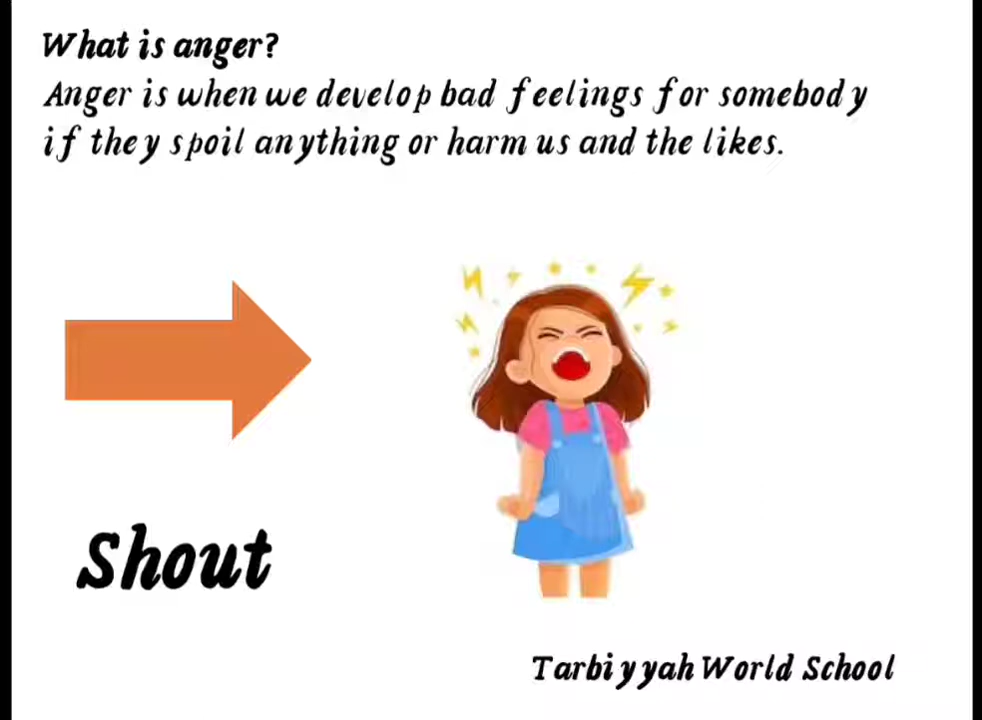 What is anger?
Anger is when we develop bad feelings for somebody
if they spoil anything or harm us and the likes.
Shout
Tarbiyyah World School